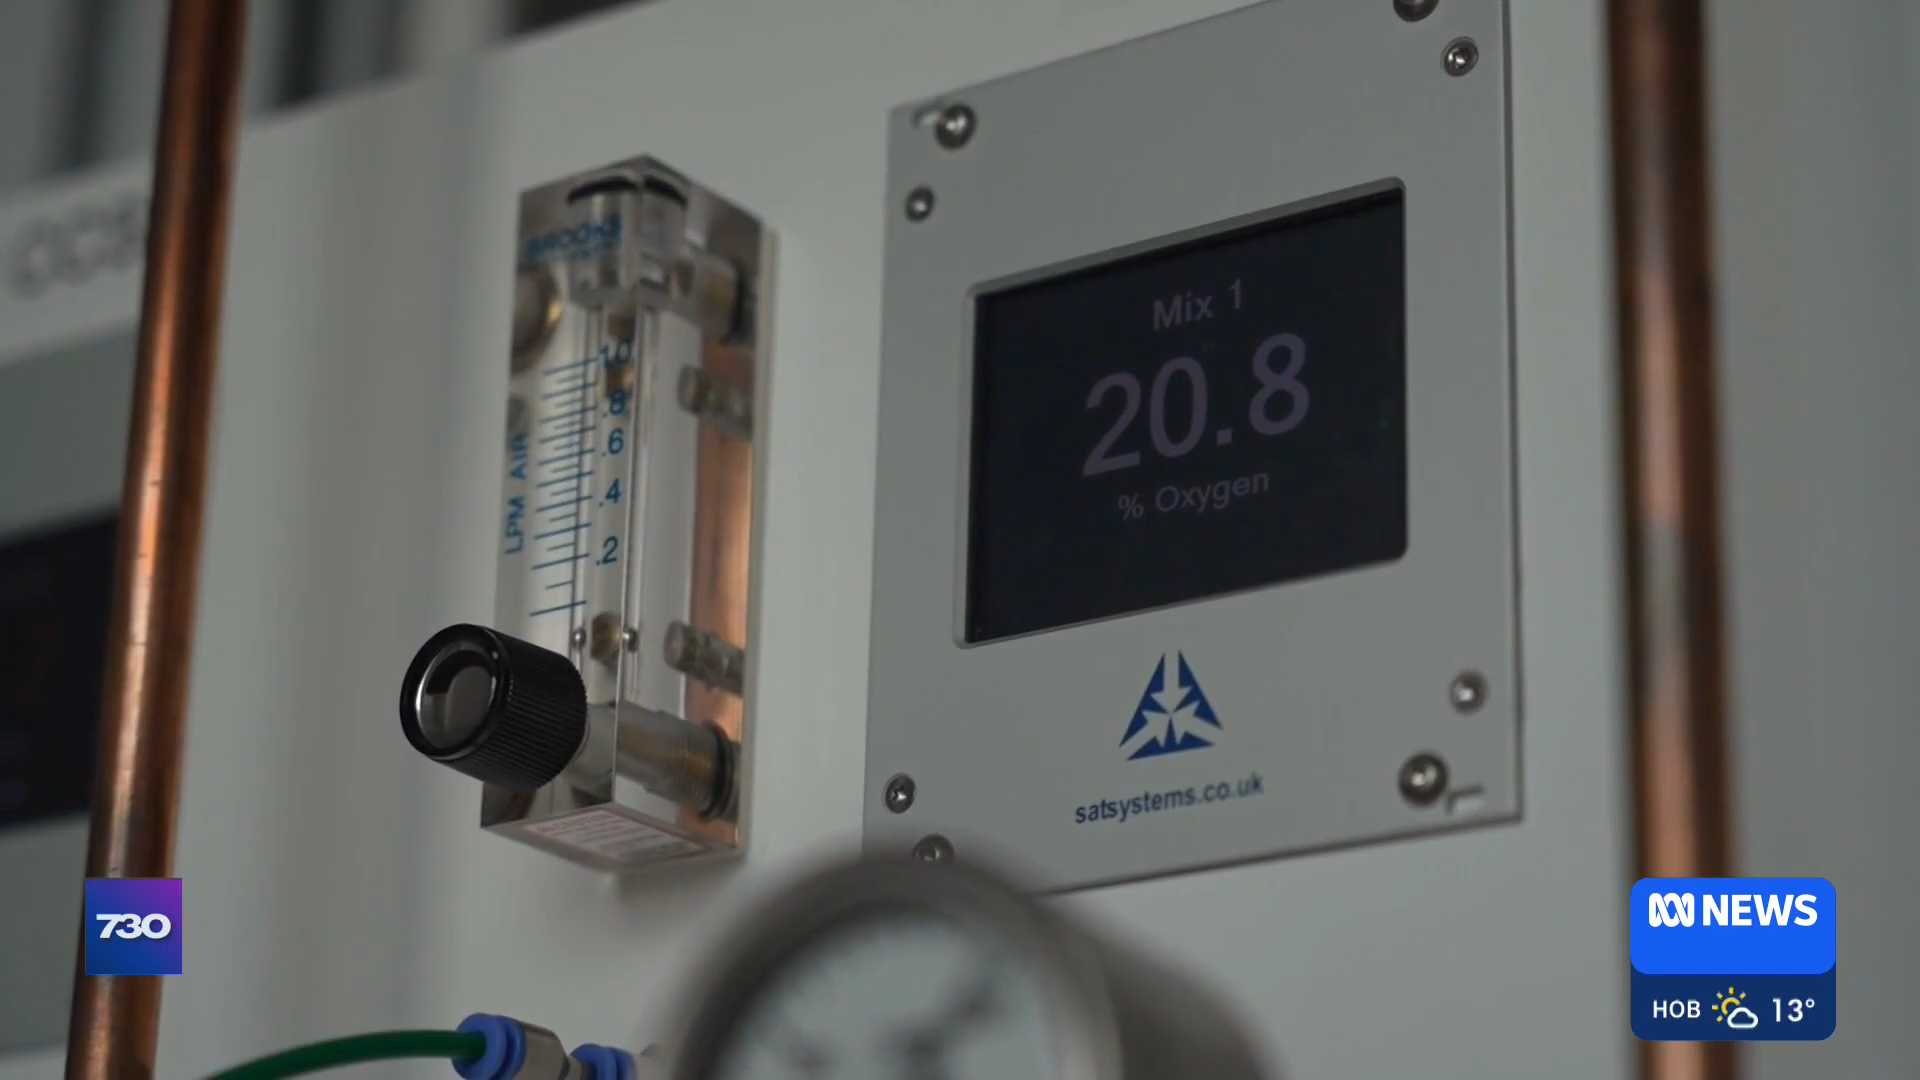 BROOKS
1.0
.8
.6
.4
.2
LPM AIR
Mix 1
20.8
% Oxygen
satsystems.co.uk
730
NEWS
HOB 13°